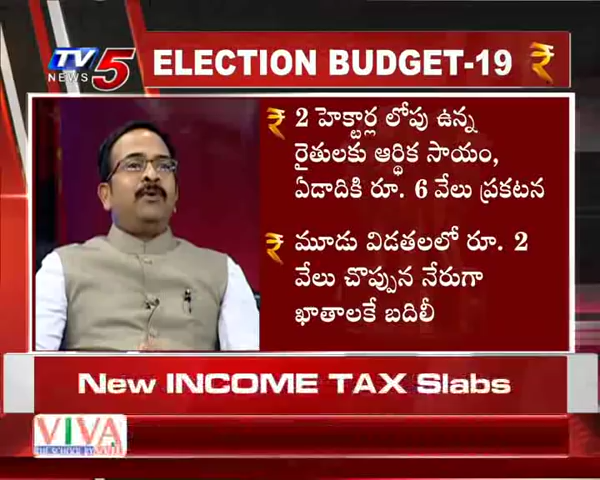 TV5
NEWS
ELECTION BUDGET-19
₹
₹ 2 హెక్టార్ల లోపు ఉన్న
రైతులకు ఆర్థిక సాయం,
ఏడాదికి రూ. 6 వేలు ప్రకటన
₹ మూడు విడతలలో రూ. 2
వేలు చొప్పున నేరుగా
ఖాతాలకే బదిలీ
New INCOME TAX Slabs
VIVA